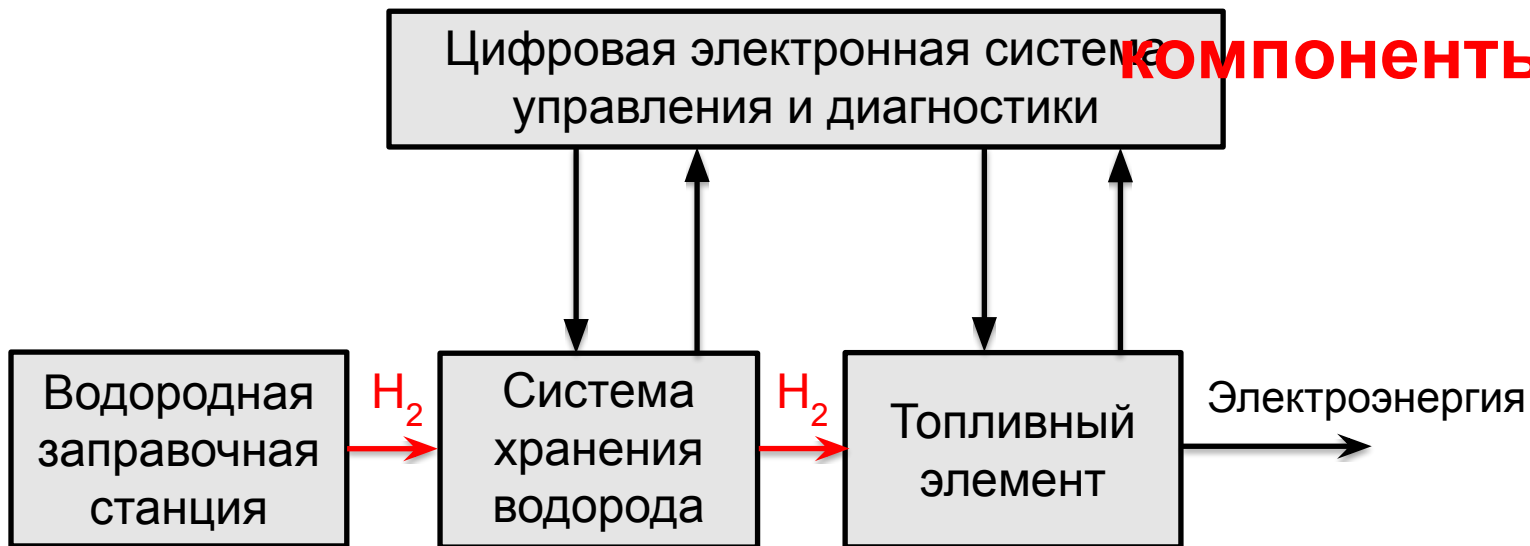 Цифровая электронная система
управления и диагностики
компоненты
Водородная
заправочная
станция
H2
Система
хранения
водорода
H2
Топливный
элемент
Электроэнергия